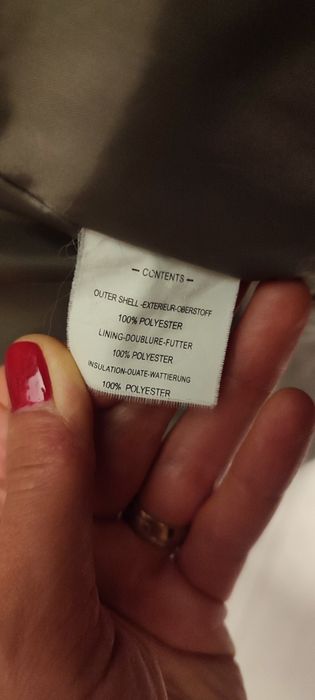 – CONTENTS –
OUTER SHELL-EXTERIEUR-OBERSTOFF
100% POLYESTER
LINING-DOUBLURE-FUTTER
100% POLYESTER
INSULATION-OUATE-WATTIERUNG
100% POLYESTER